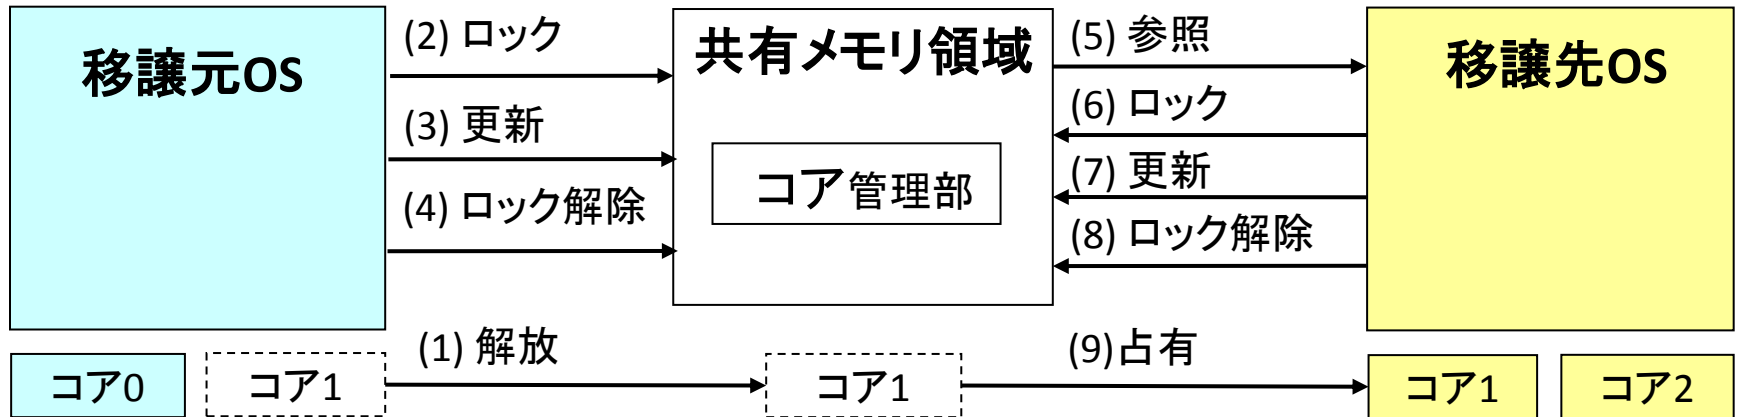 移譲元OS
(2) ロック
(3) 更新
(4) ロック解除
共有メモリ領域
コア管理部
(5) 参照
(6) ロック
(7) 更新
(8) ロック解除
移譲先OS
(1) 解放
(9)占有
コア0
コア1
コア1
コア1
コア2